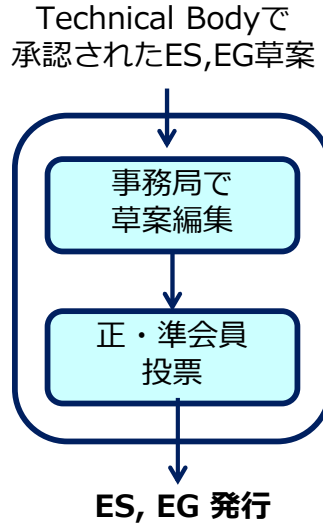 Technical Bodyで
承認されたES,EG草案
事務局で
草案編集
正・準会員
投票
ES, EG 発行